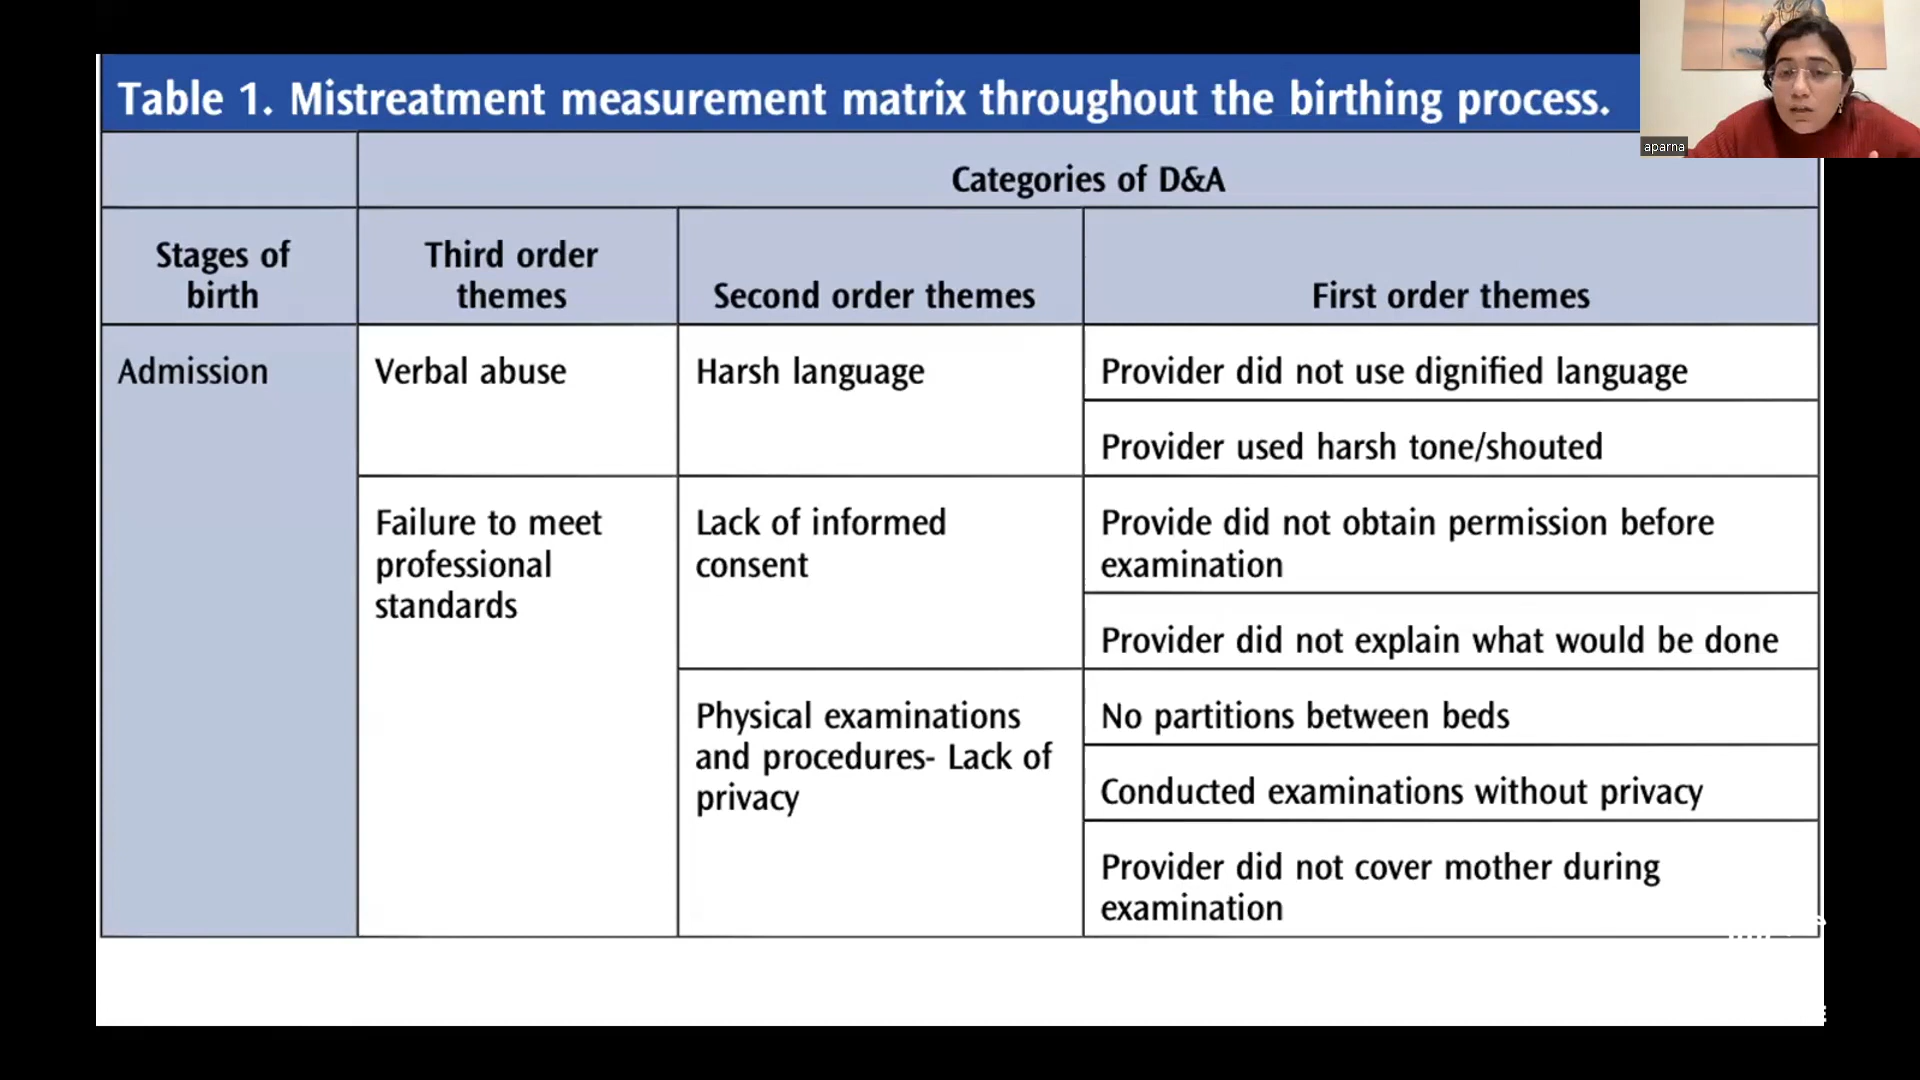 Table 1. Mistreatment measurement matrix throughout the birthing process.
aparna
Categories of D&A
Stages of
birth
Third order
themes
Second order themes
First order themes
Admission
Verbal abuse
Harsh language
Provider did not use dignified language
Provider used harsh tone/shouted
Failure to meet
professional
standards
Lack of informed
consent
Provide did not obtain permission before
examination
Provider did not explain what would be done
Physical examinations
and procedures- Lack of
privacy
No partitions between beds
Conducted examinations without privacy
Provider did not cover mother during
examination